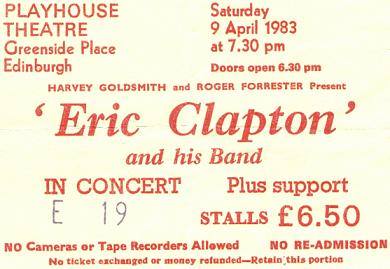 PLAYHOUSE
THEATRE
Greenside Place
Edinburgh
Saturday
9 April 1983
at 7.30 pm
Doors open 6.30 pm
HARVEY GOLDSMITH and ROGER FORRESTER Present
‘Eric Clapton’
and his Band
IN CONCERT Plus support
E 19 STALLS £6.50
NO Cameras or Tape Recorders Allowed NO RE-ADMISSION
No ticket exchanged or money refunded—Retain this portion